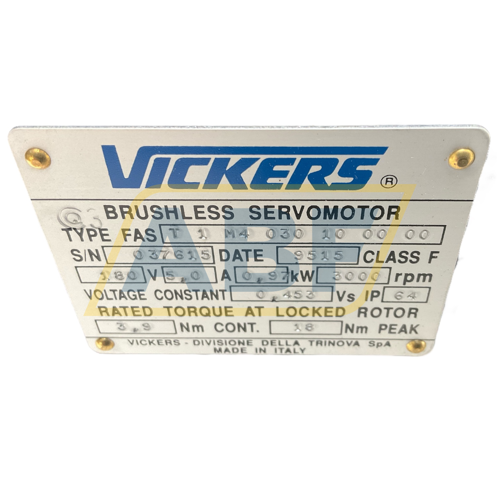 VICKERS ®
BRUSHLESS SERVOMOTOR
TYPE FAS T 1 M4 030 10 00 00
S/N 037615 DATE 9515 CLASS F
180 V 5,0 A 0,97 kW 3000 rpm
VOLTAGE CONSTANT 0,453 Vs IP 64
RATED TORQUE AT LOCKED ROTOR
3,9 Nm CONT. 18 Nm PEAK
VICKERS - DIVISIONE DELLA TRINOVA SpA
MADE IN ITALY
ABF